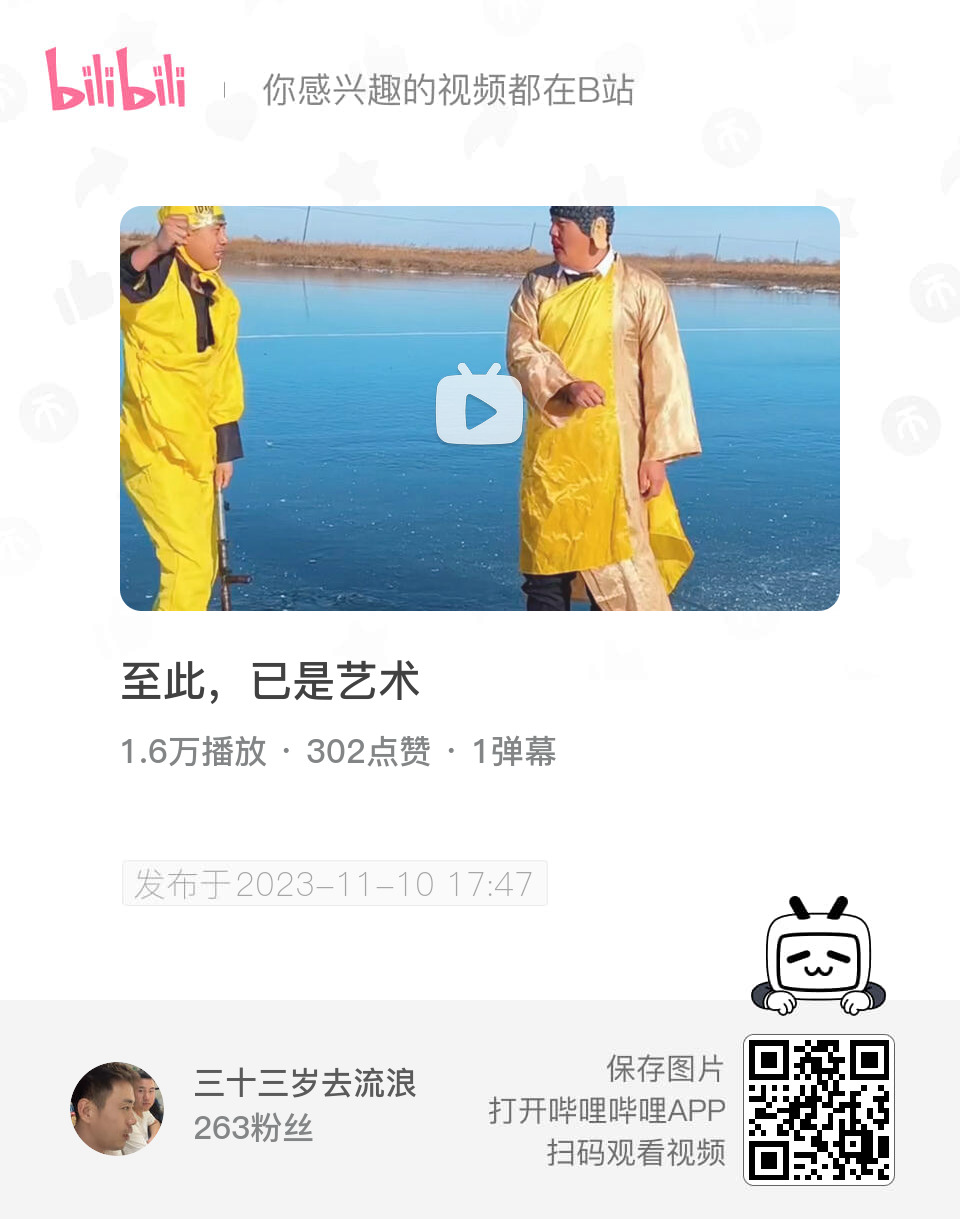 bilibili
你感兴趣的视频都在B站
至此，已是艺术
1.6万播放 · 302点赞 · 1弹幕
发布于2023-11-10 17:47
三十三岁去流浪
263粉丝
保存图片
打开哔哩哔哩APP
扫码观看视频